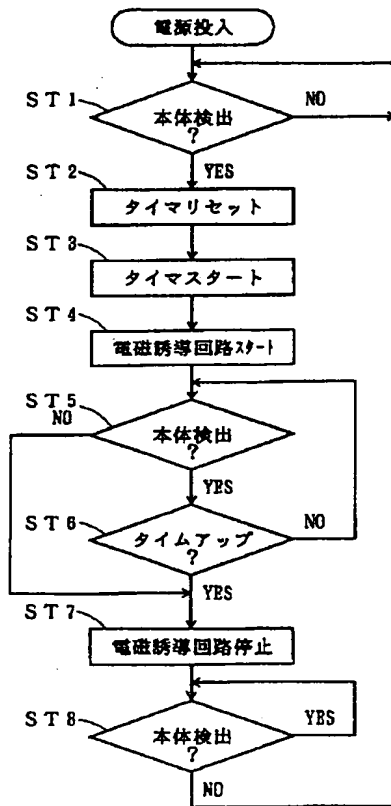 電源投入
ST1
本体検出
?
NO
YES
ST2
タイマリセット
ST3
タイマスタート
ST4
電磁誘導回路スタート
ST5
NO
本体検出
?
YES
ST6
タイムアップ
?
NO
YES
ST7
電磁誘導回路停止
ST8
本体検出
?
YES
NO